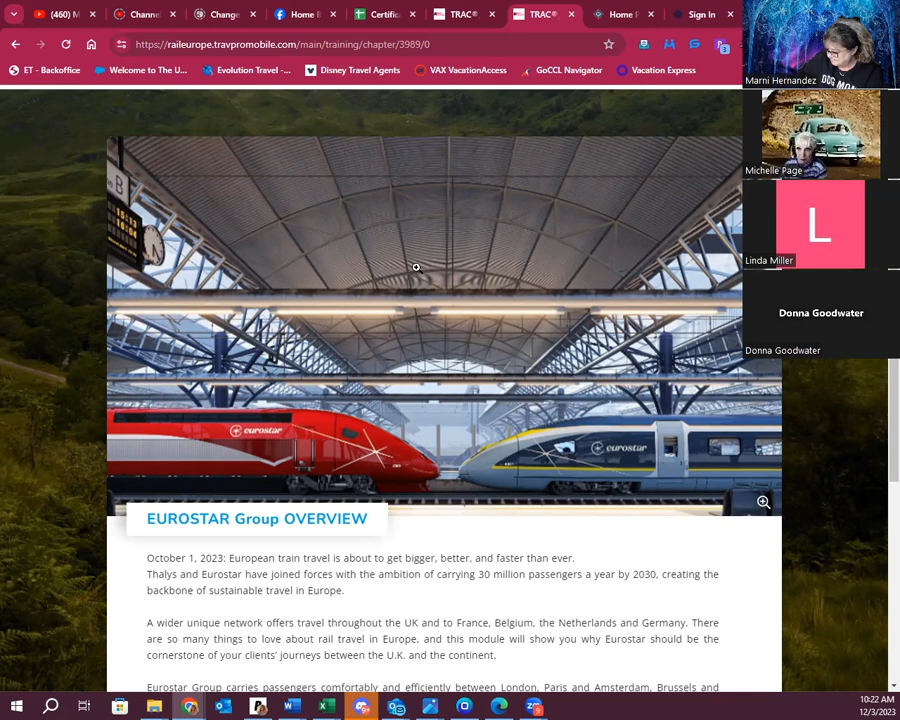 (460) M
Channe
Change
Home B
Certifica
TRAC®
TRAC®
Home P
Sign In
https://raileurope.travpromobile.com/main/training/chapter/3989/0
3
ET - Backoffice
Welcome to The U...
Evolution Travel -...
Disney Travel Agents
VAX VacationAccess
GoCCL Navigator
Vacation Express
DOG MOM
Marni Hernandez
Michelle Page
L
Linda Miller
Donna Goodwater
Donna Goodwater
B
eurostar
eurostar
EUROSTAR Group OVERVIEW
October 1, 2023: European train travel is about to get bigger, better, and faster than ever.
Thalys and Eurostar have joined forces with the ambition of carrying 30 million passengers a year by 2030, creating the
backbone of sustainable travel in Europe.
A wider unique network offers travel throughout the UK and to France, Belgium, the Netherlands and Germany. There
are so many things to love about rail travel in Europe, and this module will show you why Eurostar should be the
cornerstone of your clients' journeys between the U.K. and the continent.
Eurostar Group carries passengers comfortably and efficiently between London, Paris and Amsterdam, Brussels and
10:22 AM
12/3/2023